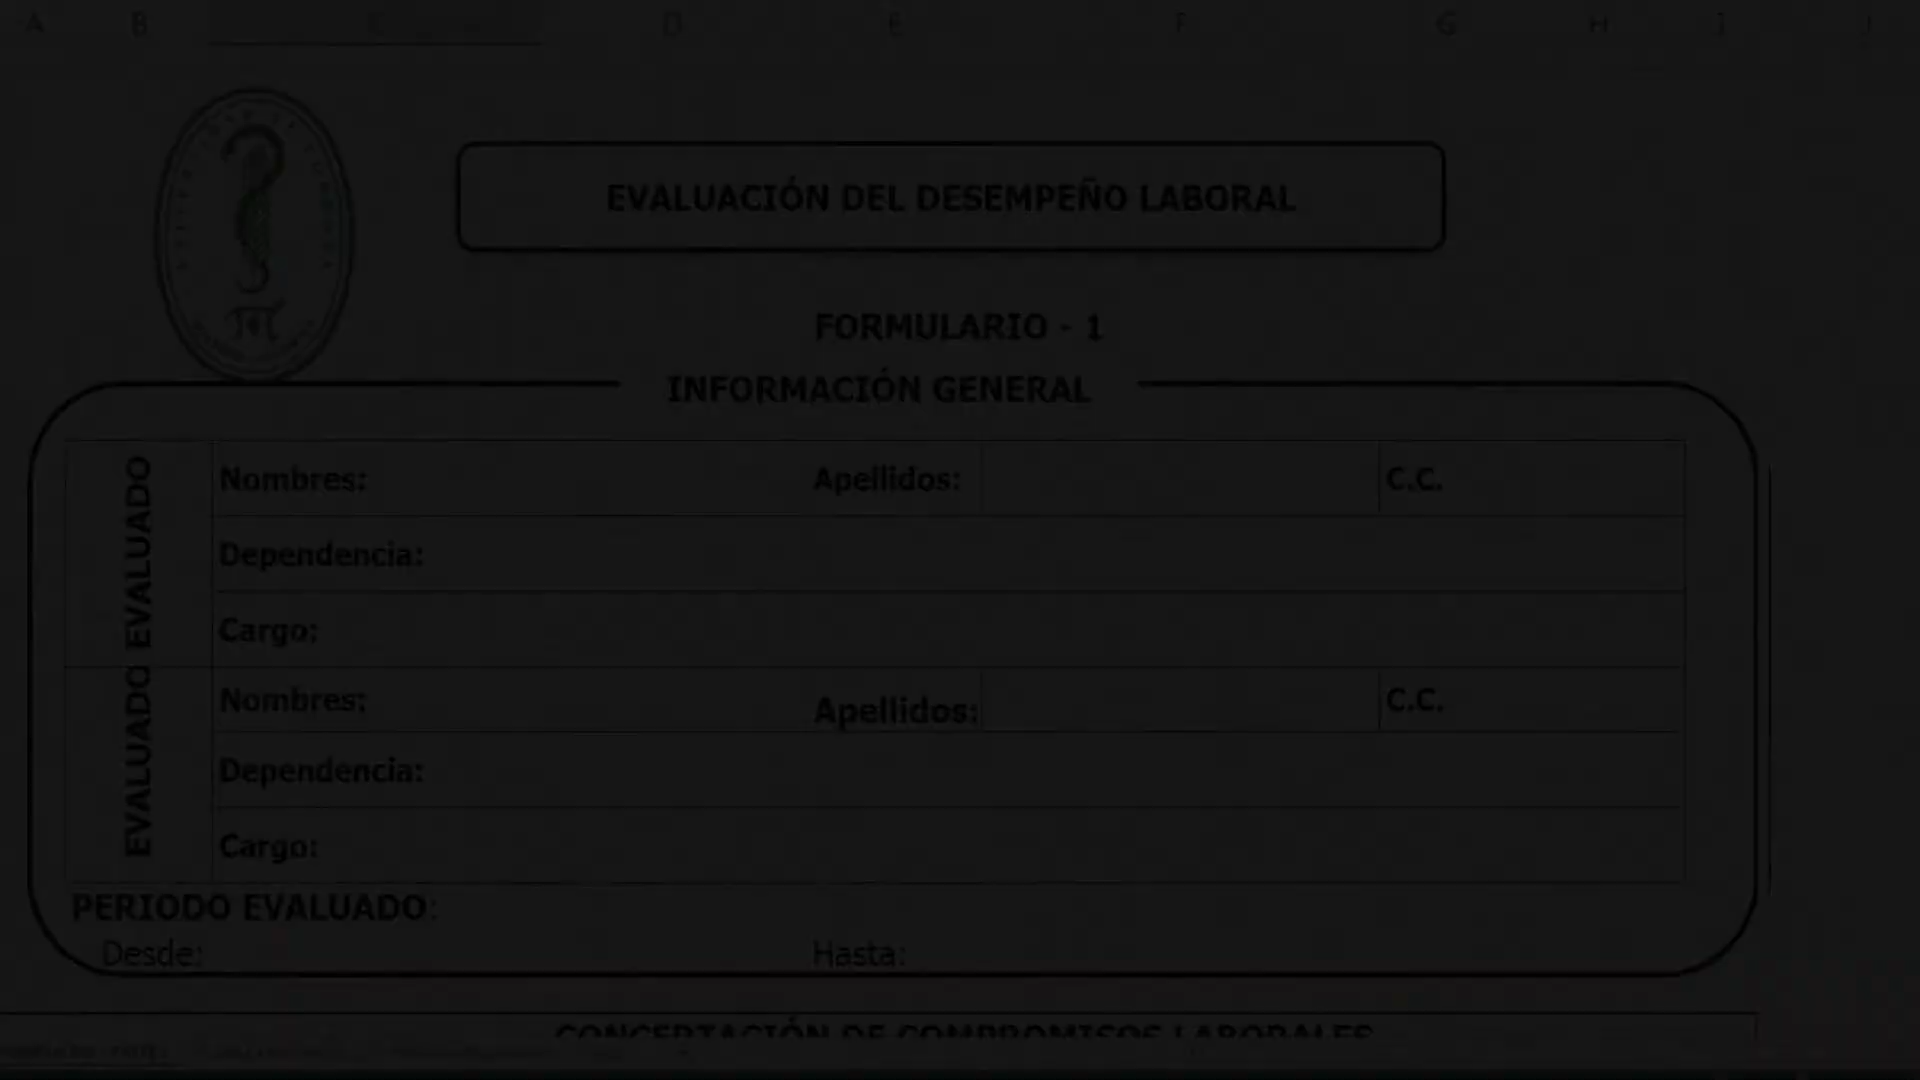 A B C D E F G H I J
EVALUACIÓN DEL DESEMPEÑO LABORAL
FORMULARIO - 1
INFORMACIÓN GENERAL
EVALUADO
Nombres: Apellidos: C.C.
Dependencia:
Cargo:
EVALUADO
Nombres: Apellidos: C.C.
Dependencia:
Cargo:
PERIODO EVALUADO:
Desde: Hasta:
CONCERTACIÓN DE COMPROMISOS LABORALES